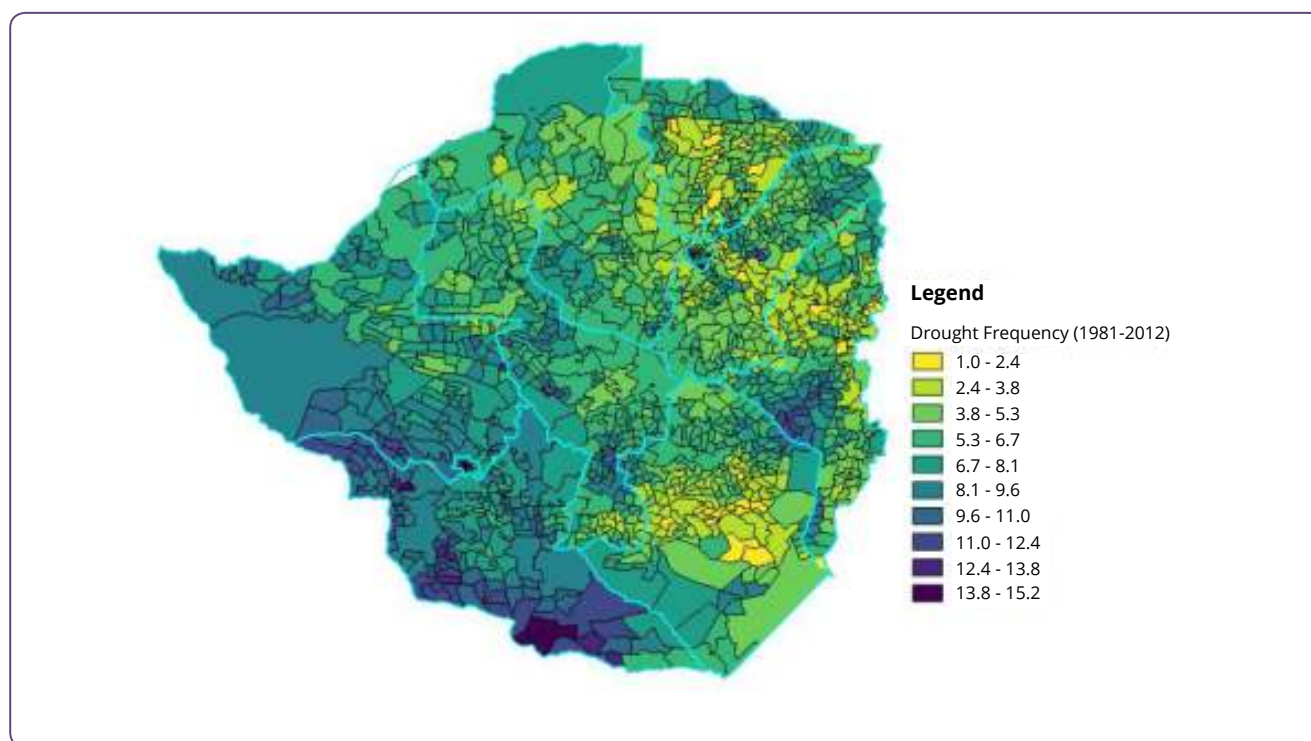 Legend
Drought Frequency (1981-2012)
1.0 - 2.4
2.4 - 3.8
3.8 - 5.3
5.3 - 6.7
6.7 - 8.1
8.1 - 9.6
9.6 - 11.0
11.0 - 12.4
12.4 - 13.8
13.8 - 15.2